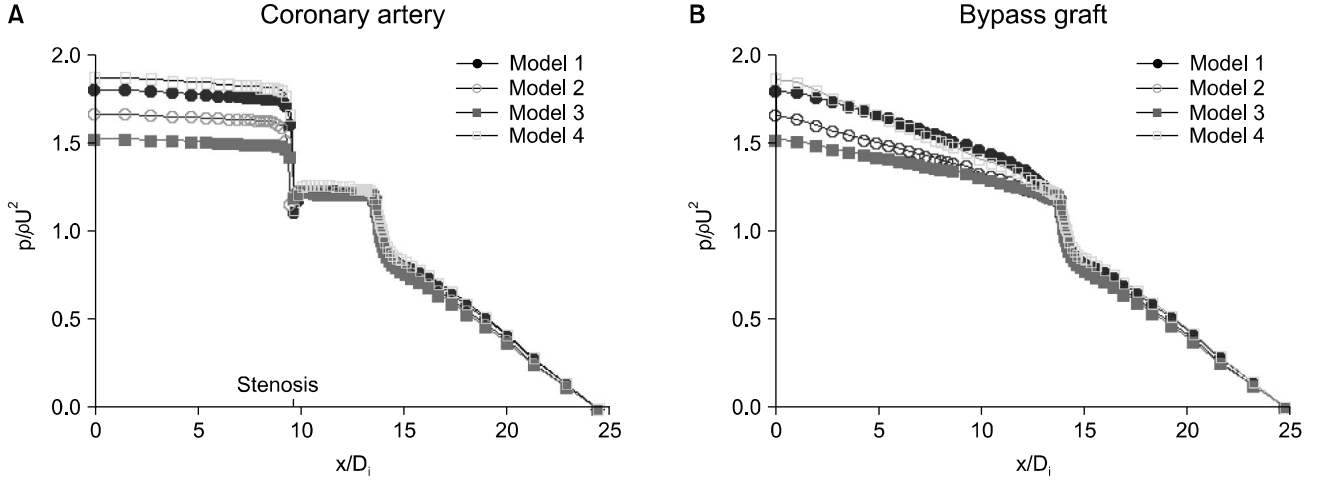 A
Coronary artery
2.0
1.5
1.0
0.5
0.0
p/ρU²
Model 1
Model 2
Model 3
Model 4
Stenosis
0 5 10 15 20 25
x/Dᵢ
B
Bypass graft
2.0
1.5
1.0
0.5
0.0
p/ρU²
Model 1
Model 2
Model 3
Model 4
0 5 10 15 20 25
x/Dᵢ